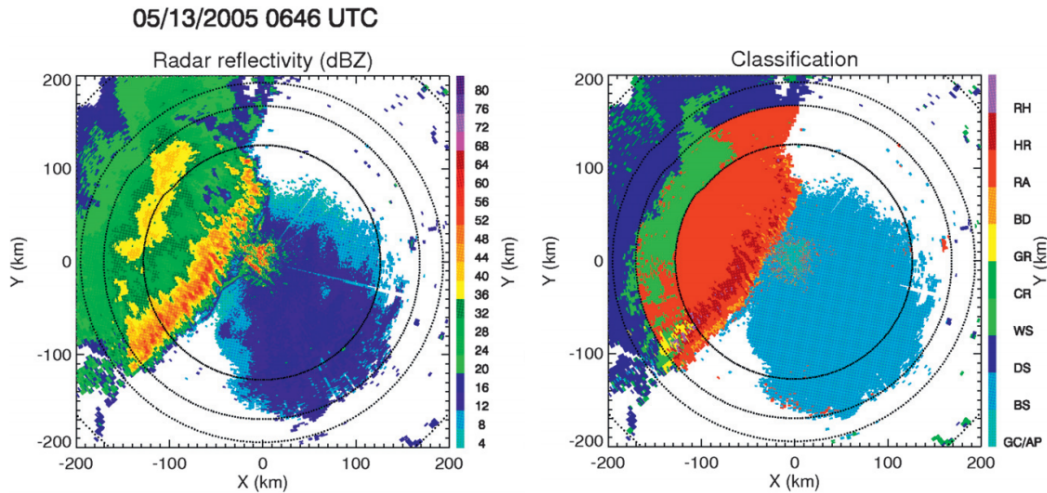 05/13/2005 0646 UTC
Radar reflectivity (dBZ)
200
100
0
-100
-200
Y (km)
-200 -100 0 100 200
X (km)
80
76
72
68
64
60
56
52
48
44
40
36
32
28
24
20
16
12
8
4
Classification
200
100
0
-100
-200
Y (km)
-200 -100 0 100 200
X (km)
RH
HR
RA
BD
GR
CR
WS
DS
BS
GC/AP